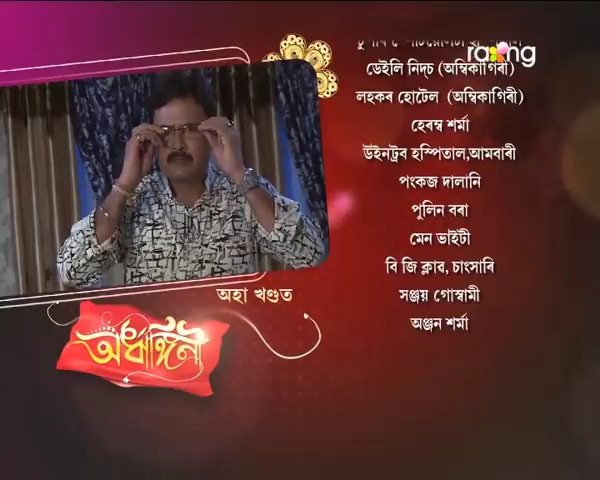 rang
ডেইলি নিদ্‌চ (অম্বিকাগিৰী)
লহকৰ হোটেল (অম্বিকাগিৰী)
হেৰম্ব শৰ্মা
উইনট্ৰব হস্পিতাল,আমবাৰী
পংকজ দালানি
পুলিন বৰা
মেন ভাইটী
বি জি ক্লাব, চাংসাৰি
সঞ্জয় গোস্বামী
অঞ্জন শৰ্মা
অহা খণ্ডত
অৰ্ধাঙ্গিনী